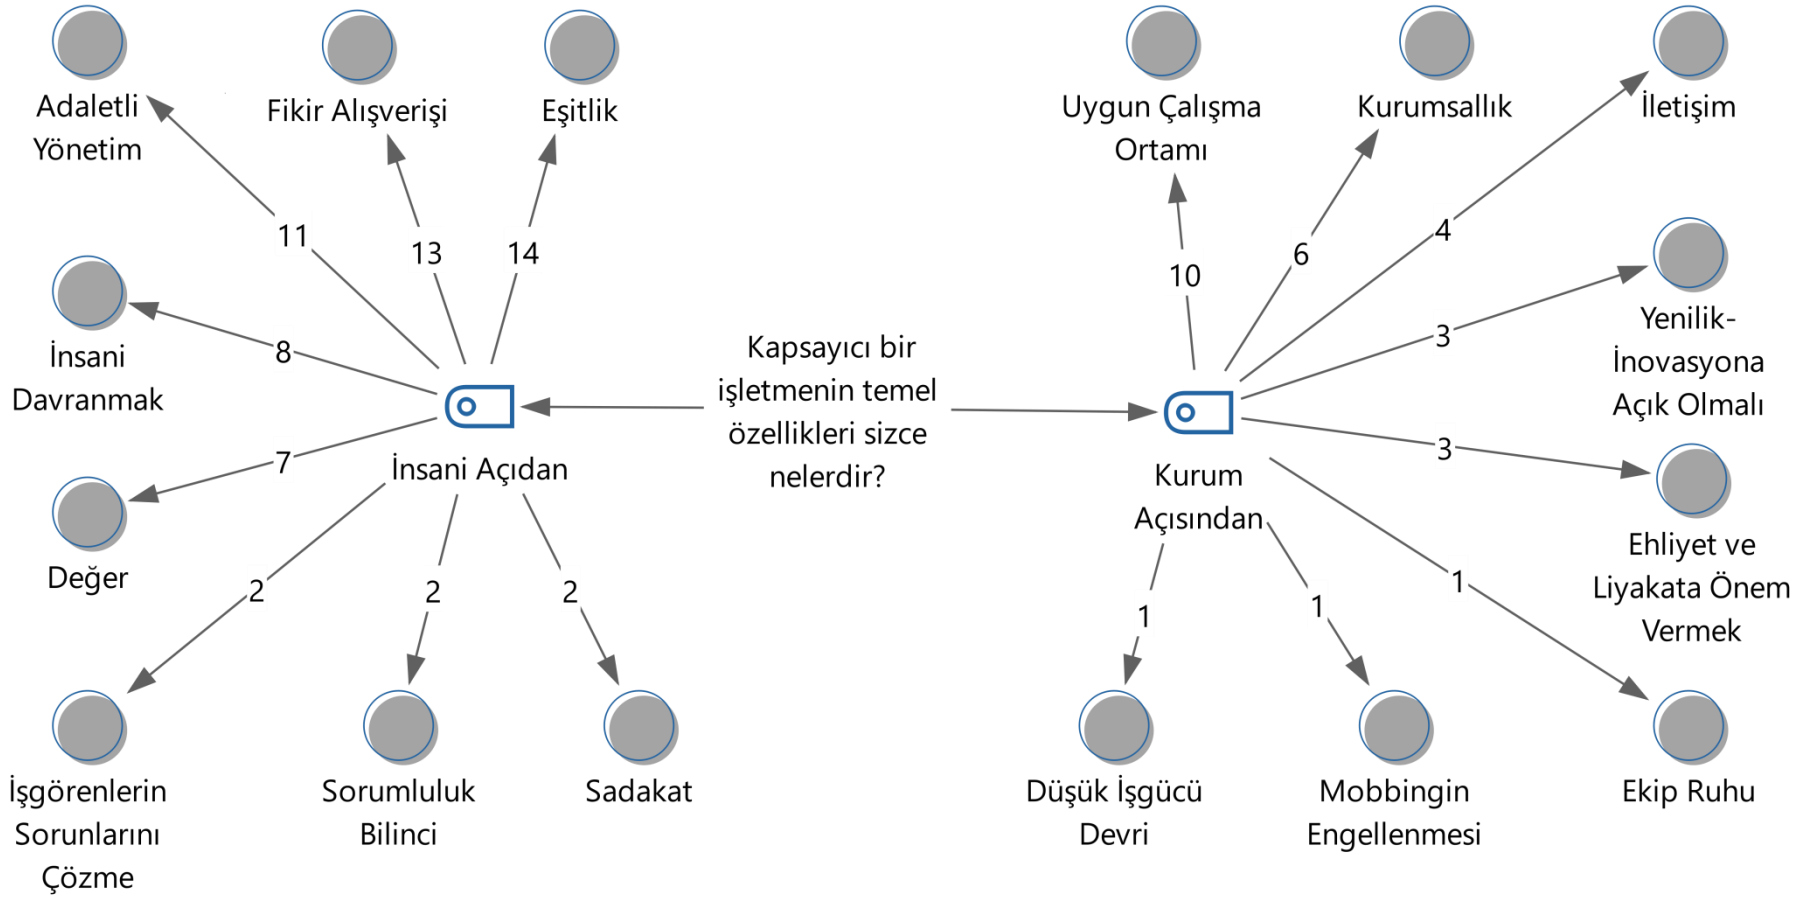 Adaletli
Yönetim
Fikir Alışverişi
Eşitlik
Uygun Çalışma
Ortamı
Kurumsallık
İletişim
11
13
14
10
6
4
İnsani
Davranmak
8
Kapsayıcı bir
işletmenin temel
özellikleri sizce
nelerdir?
3
Yenilik-
İnovasyona
Açık Olmalı
7
İnsani Açıdan
Kurum
Açısından
3
Ehliyet ve
Liyakata Önem
Vermek
Değer
2
2
2
1
1
1
İşgörenlerin
Sorunlarını
Çözme
Sorumluluk
Bilinci
Sadakat
Düşük İşgücü
Devri
Mobbingin
Engellenmesi
Ekip Ruhu